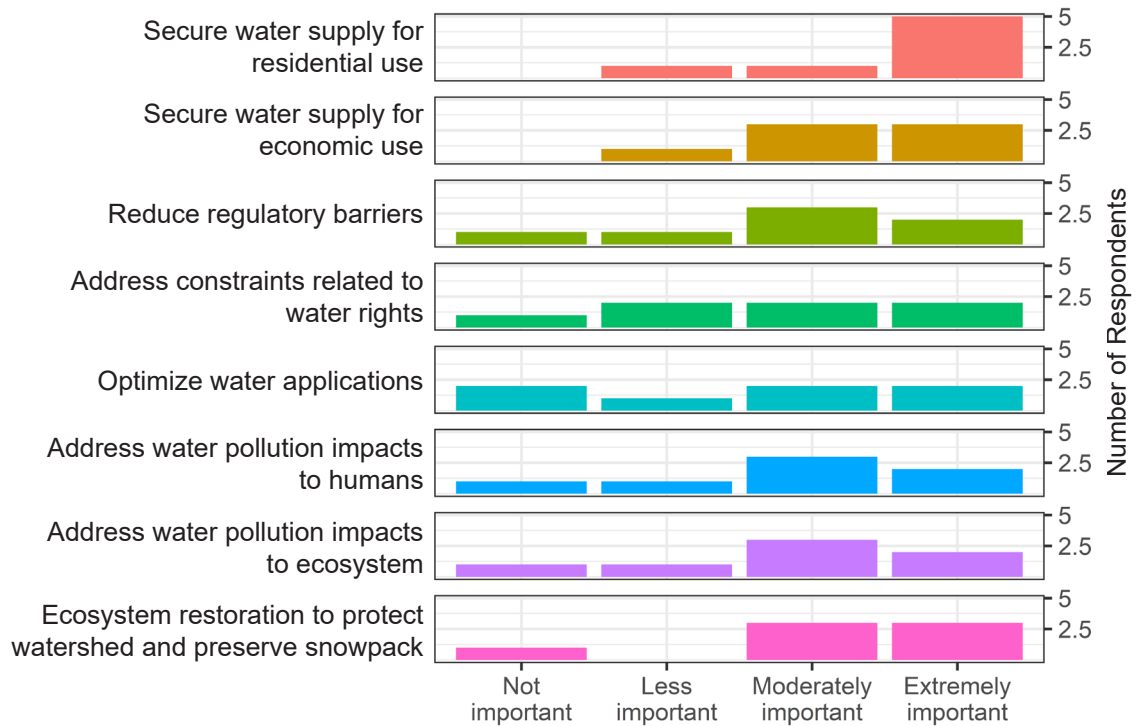 Secure water supply for
residential use
5
2.5
Secure water supply for
economic use
5
2.5
Reduce regulatory barriers
5
2.5
Address constraints related to
water rights
5
2.5
Optimize water applications
5
2.5
Address water pollution impacts
to humans
5
2.5
Address water pollution impacts
to ecosystem
5
2.5
Ecosystem restoration to protect
watershed and preserve snowpack
5
2.5
Number of Respondents
Not
important
Less
important
Moderately
important
Extremely
important